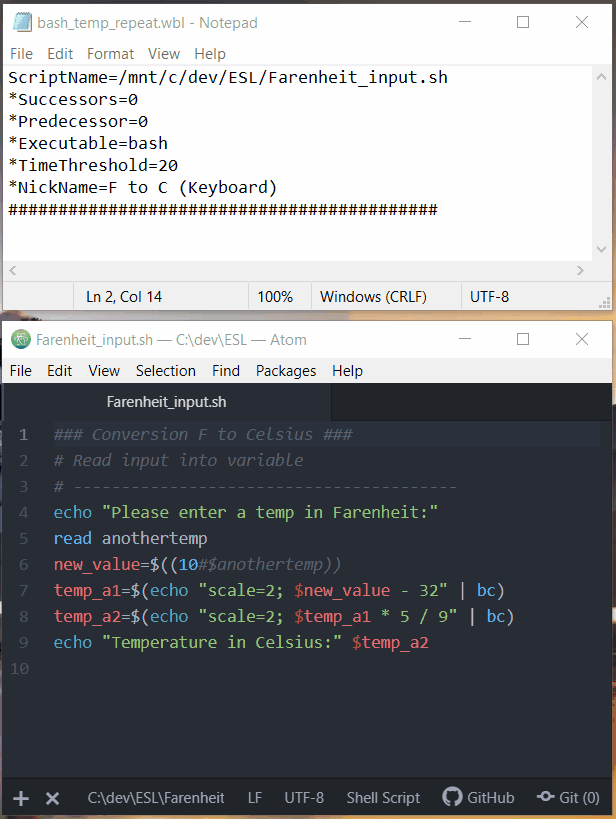 bash_temp_repeat.wbl - Notepad
File Edit Format View Help
ScriptName=/mnt/c/dev/ESL/Farenheit_input.sh
*Successors=0
*Predecessor=0
*Executable=bash
*TimeThreshold=20
*NickName=F to C (Keyboard)
###########################################
Ln 2, Col 14 100% Windows (CRLF) UTF-8
Farenheit_input.sh — C:\dev\ESL — Atom
File Edit View Selection Find Packages Help
Farenheit_input.sh
1 ### Conversion F to Celsius ###
2 # Read input into variable
3 # ---------------------------------------
4 echo "Please enter a temp in Farenheit:"
5 read anothertemp
6 new_value=$((10#$anothertemp))
7 temp_a1=$(echo "scale=2; $new_value - 32" | bc)
8 temp_a2=$(echo "scale=2; $temp_a1 * 5 / 9" | bc)
9 echo "Temperature in Celsius:" $temp_a2
10
C:\dev\ESL\Farenheit LF UTF-8 Shell Script GitHub Git (0)